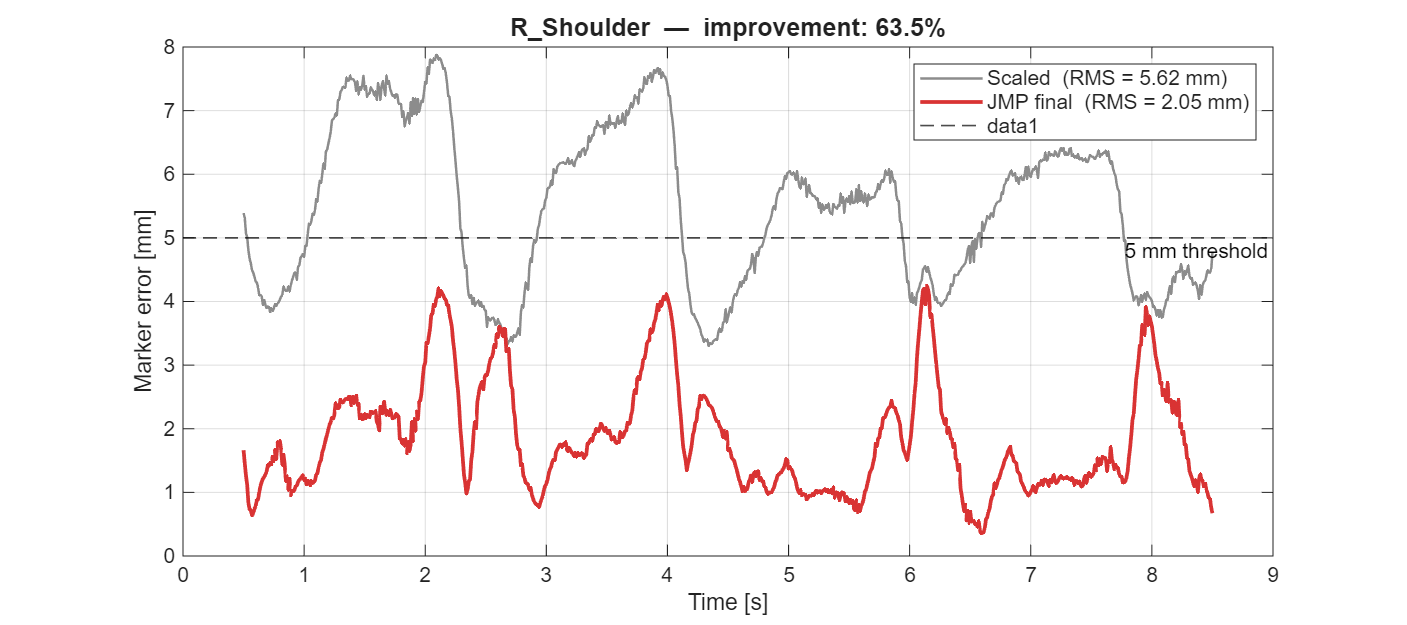 R_Shoulder — improvement: 63.5%
Scaled (RMS = 5.62 mm)
JMP final (RMS = 2.05 mm)
data1
5 mm threshold
Marker error [mm]
8
7
6
5
4
3
2
1
0
0 1 2 3 4 5 6 7 8 9
Time [s]